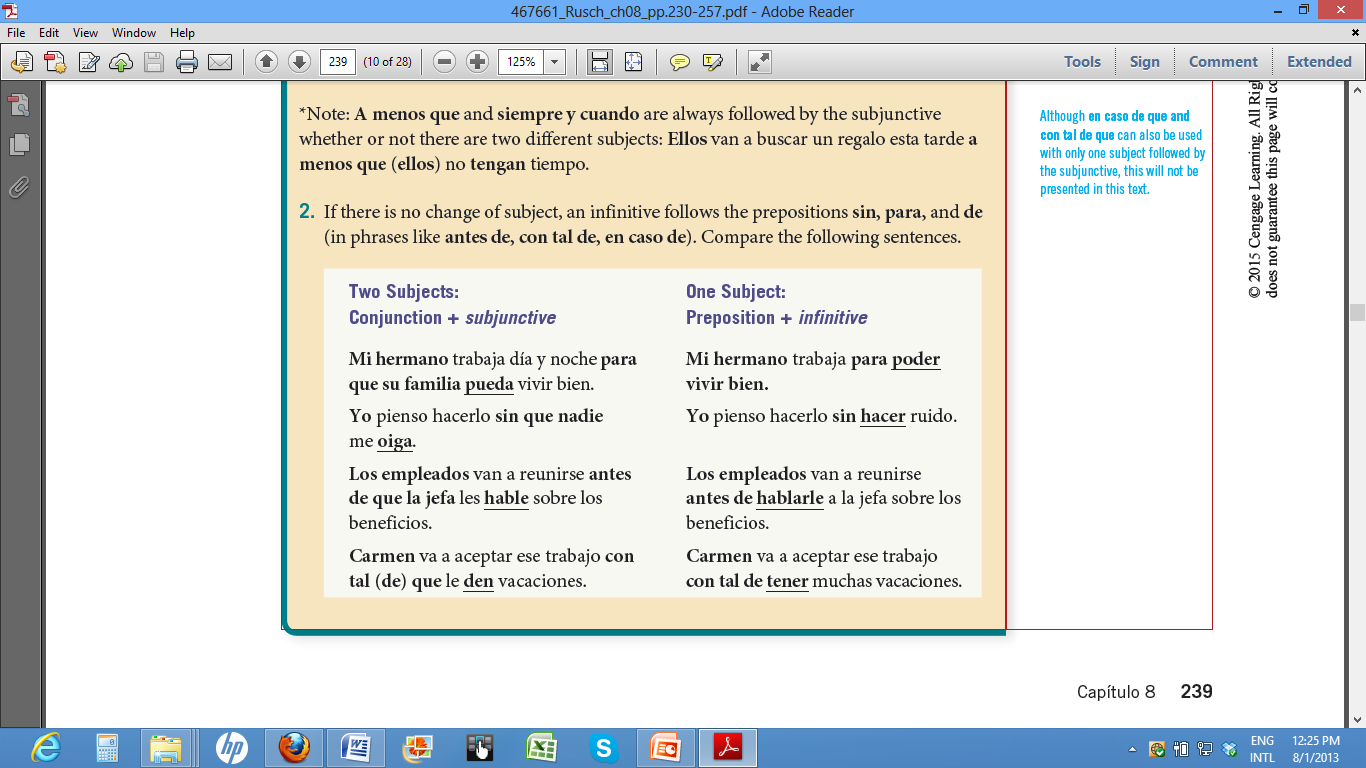 467661_Rusch_ch08_pp.230-257.pdf - Adobe Reader
File Edit View Window Help
239 (10 of 28) 125% Tools Sign Comment Extended
*Note: A menos que and siempre y cuando are always followed by the subjunctive
whether or not there are two different subjects: Ellos van a buscar un regalo esta tarde a
menos que (ellos) no tengan tiempo.
2. If there is no change of subject, an infinitive follows the prepositions sin, para, and de
(in phrases like antes de, con tal de, en caso de). Compare the following sentences.
Two Subjects:
Conjunction + subjunctive
Mi hermano trabaja día y noche para
que su familia pueda vivir bien.
Yo pienso hacerlo sin que nadie
me oiga.
Los empleados van a reunirse antes
de que la jefa les hable sobre los
beneficios.
Carmen va a aceptar ese trabajo con
tal (de) que le den vacaciones.
One Subject:
Preposition + infinitive
Mi hermano trabaja para poder
vivir bien.
Yo pienso hacerlo sin hacer ruido.
Los empleados van a reunirse
antes de hablarle a la jefa sobre los
beneficios.
Carmen va a aceptar ese trabajo
con tal de tener muchas vacaciones.
Although en caso de que and
con tal de que can also be used
with only one subject followed by
the subjunctive, this will not be
presented in this text.
© 2015 Cengage Learning. All Rig
does not guarantee this page will co
Capítulo 8 239
hp
ENG
INTL
12:25 PM
8/1/2013